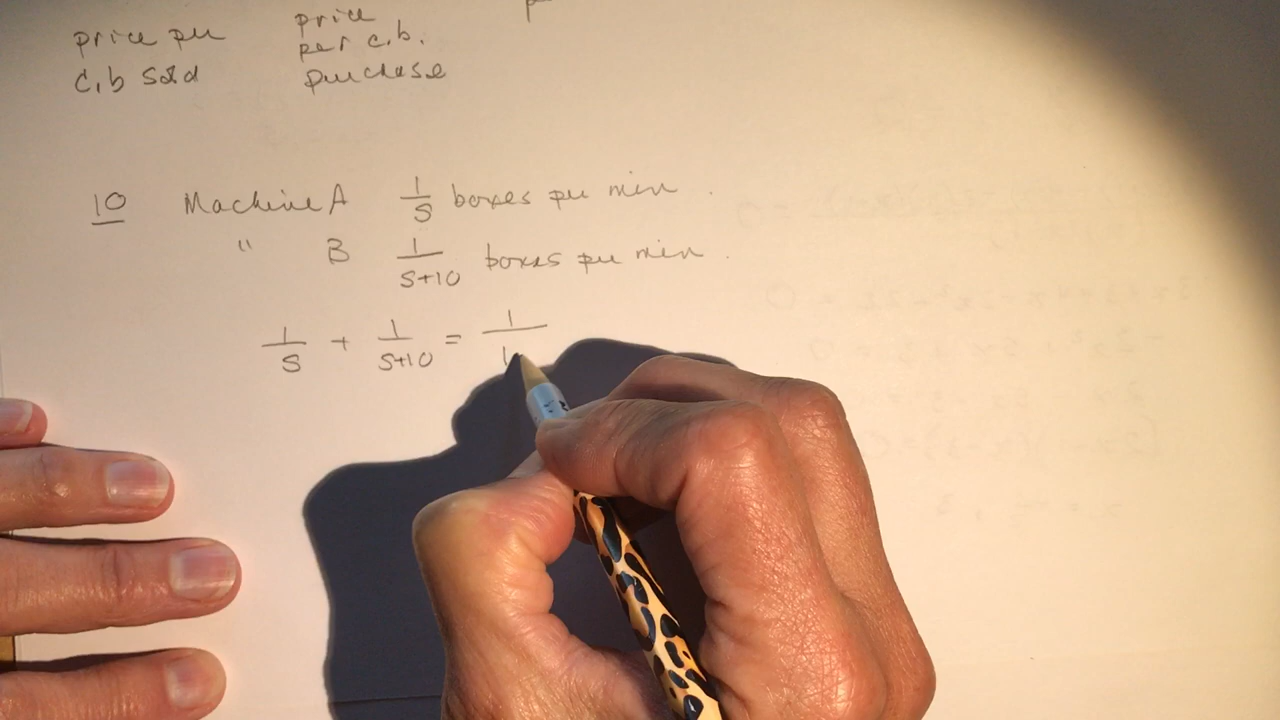 price per price
c.b sold per c.b.
purchase
10 Machine A 1/s boxes per min.
" B 1/(s+10) boxes per min.
1/s + 1/(s+10) = 1/1